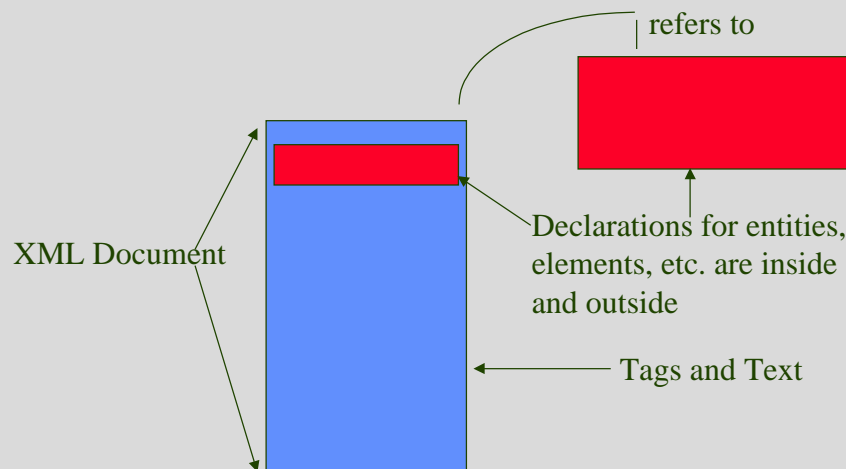 refers to
Declarations for entities,
elements, etc. are inside
and outside
XML Document
Tags and Text